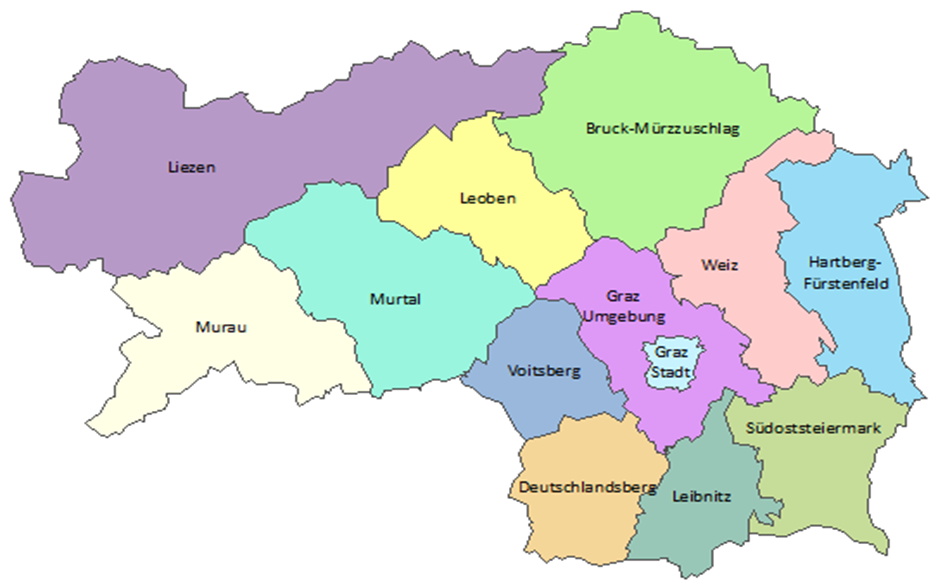 Bruck-Mürzzuschlag
Liezen
Leoben
Weiz
Hartberg-
Fürstenfeld
Murtal
Graz
Umgebung
Murau
Graz
Stadt
Voitsberg
Südoststeiermark
Deutschlandsberg
Leibnitz